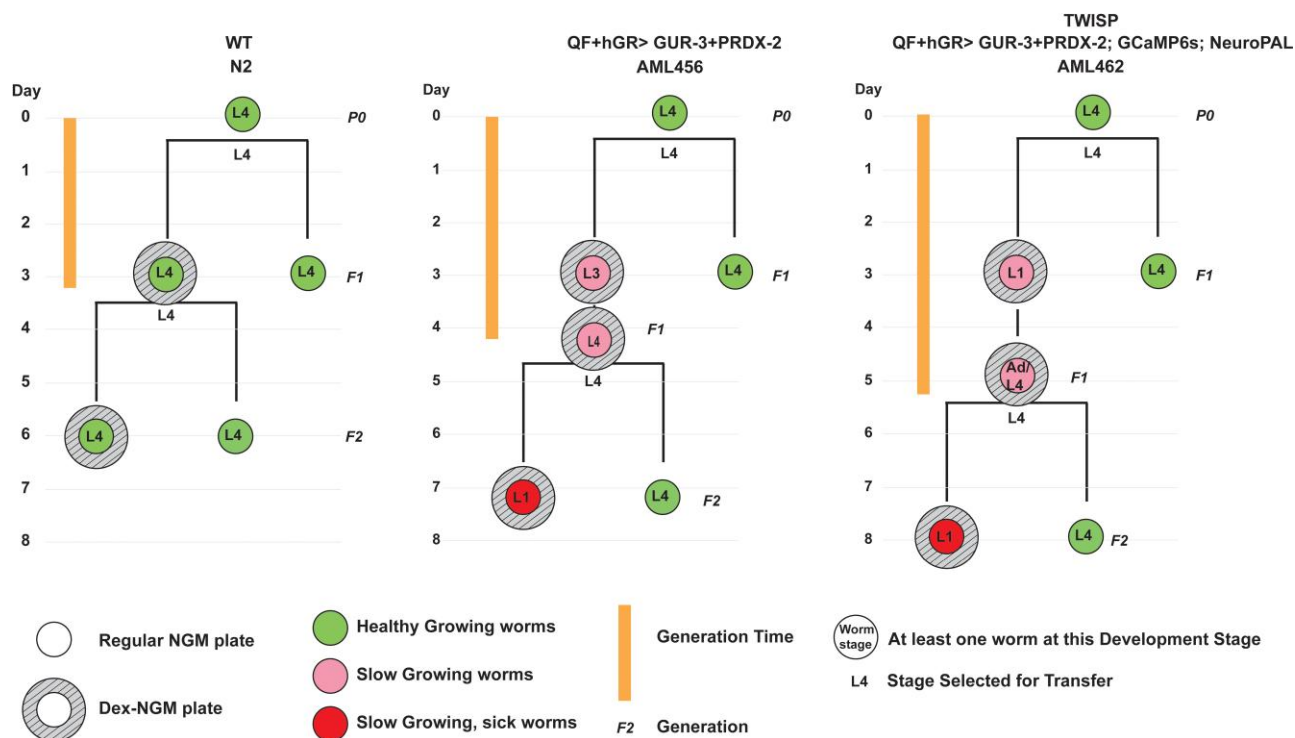 WT
N2
Day
0
1
2
3
4
5
6
7
8
L4
P0
L4
L4
L4
F1
L4
L4
L4
F2
QF+hGR> GUR-3+PRDX-2
AML456
Day
0
1
2
3
4
5
6
7
8
L4
P0
L4
L3
L4
F1
L4
F1
L4
L1
L4
F2
TWISP
QF+hGR> GUR-3+PRDX-2; GCaMP6s; NeuroPAL
AML462
Day
0
1
2
3
4
5
6
7
8
L4
P0
L4
L1
L4
F1
Ad/
L4
F1
L4
L1
L4
F2
Regular NGM plate
Dex-NGM plate
Healthy Growing worms
Slow Growing worms
Slow Growing, sick worms
Generation Time
F2 Generation
Worm
stage
At least one worm at this Development Stage
L4 Stage Selected for Transfer